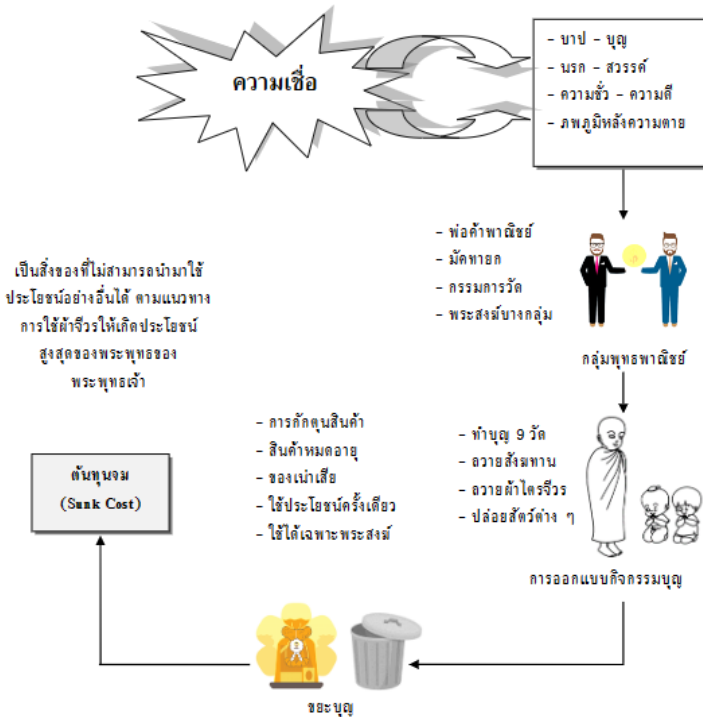 ความเชื่อ
- บาป - บุญ
- นรก - สวรรค์
- ความชั่ว - ความดี
- ภพภูมิหลังความตาย
- พ่อค้าพาณิชย์
- มัคทายก
- กรรมการวัด
- พระสงฆ์บางกลุ่ม
กลุ่มพุทธพาณิชย์
- ทำบุญ 9 วัด
- ถวายสังฆทาน
- ถวายผ้าไตรจีวร
- ปล่อยสัตว์ต่าง ๆ
การออกแบบกิจกรรมบุญ
- การกักตุนสินค้า
- สินค้าหมดอายุ
- ของเน่าเสีย
- ใช้ประโยชน์ครั้งเดียว
- ใช้ได้เฉพาะพระสงฆ์
ขยะบุญ
เป็นสิ่งของที่ไม่สามารถนำมาใช้
ประโยชน์อย่างอื่นได้ ตามแนวทาง
การใช้ผ้าจีวรให้เกิดประโยชน์
สูงสุดของพระพุทธของ
พระพุทธเจ้า
ต้นทุนจม
(Sunk Cost)